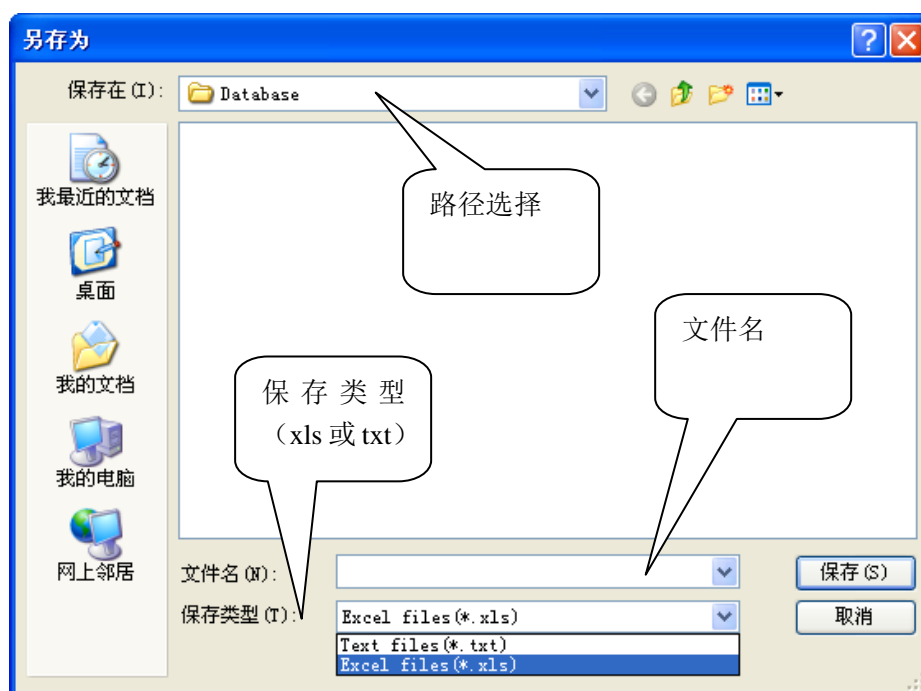 另存为
保存在(I):
Database
路径选择
我最近的文档
桌面
我的文档
我的电脑
网上邻居
文件名
保存类型
（xls 或 txt）
文件名(N):
保存(S)
保存类型(T):
Excel files(*.xls)
取消
Text files(*.txt)
Excel files(*.xls)